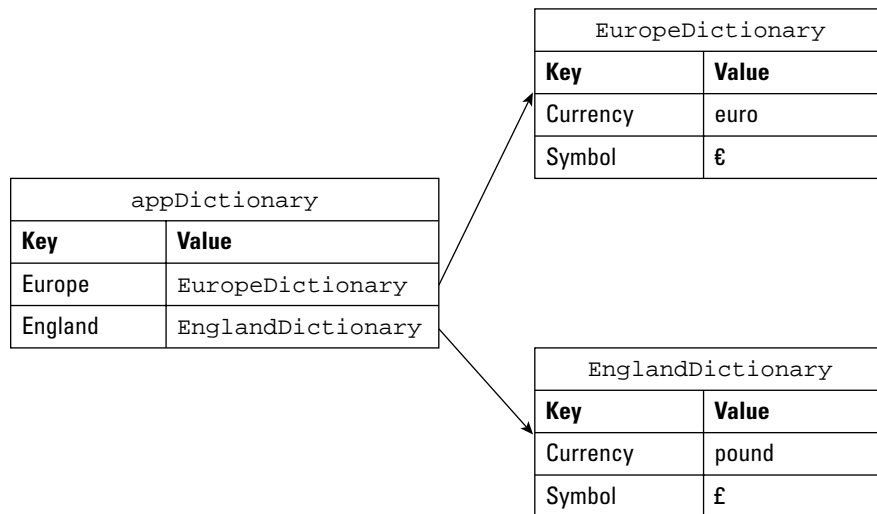 EuropeDictionary
Key Value
Currency euro
Symbol €
appDictionary
Key Value
Europe EuropeDictionary
England EnglandDictionary
EnglandDictionary
Key Value
Currency pound
Symbol £